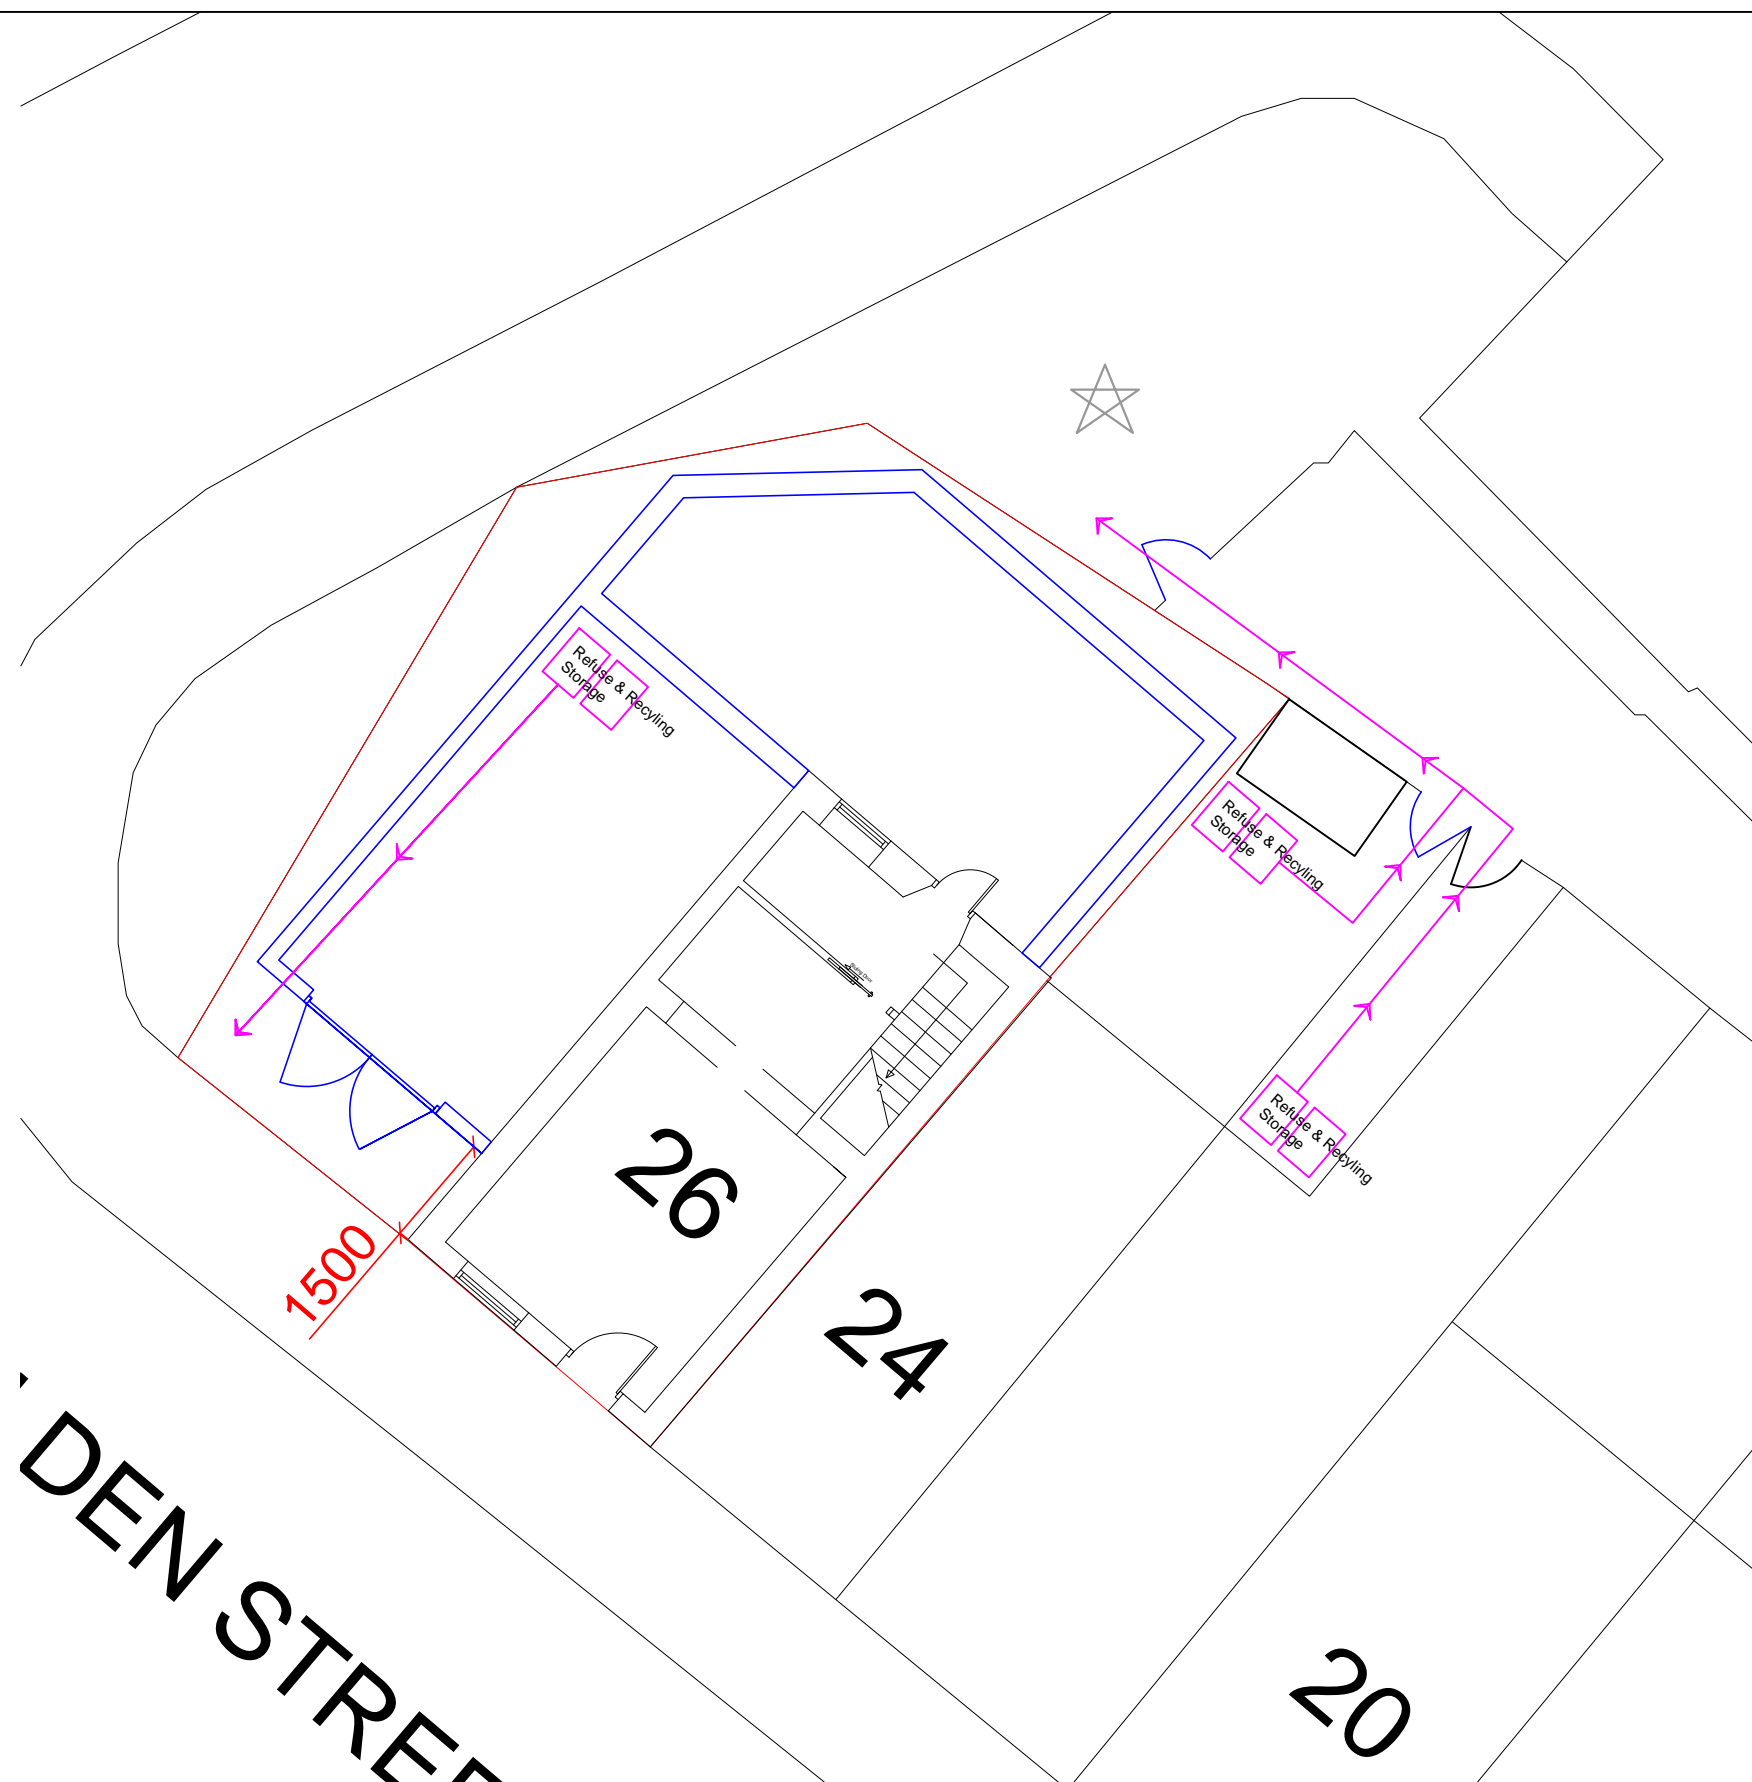 Refuse & Recyling
Storage
Refuse & Recyling
Storage
Refuse & Recyling
Storage
26
24
20
1500
DEN STREE